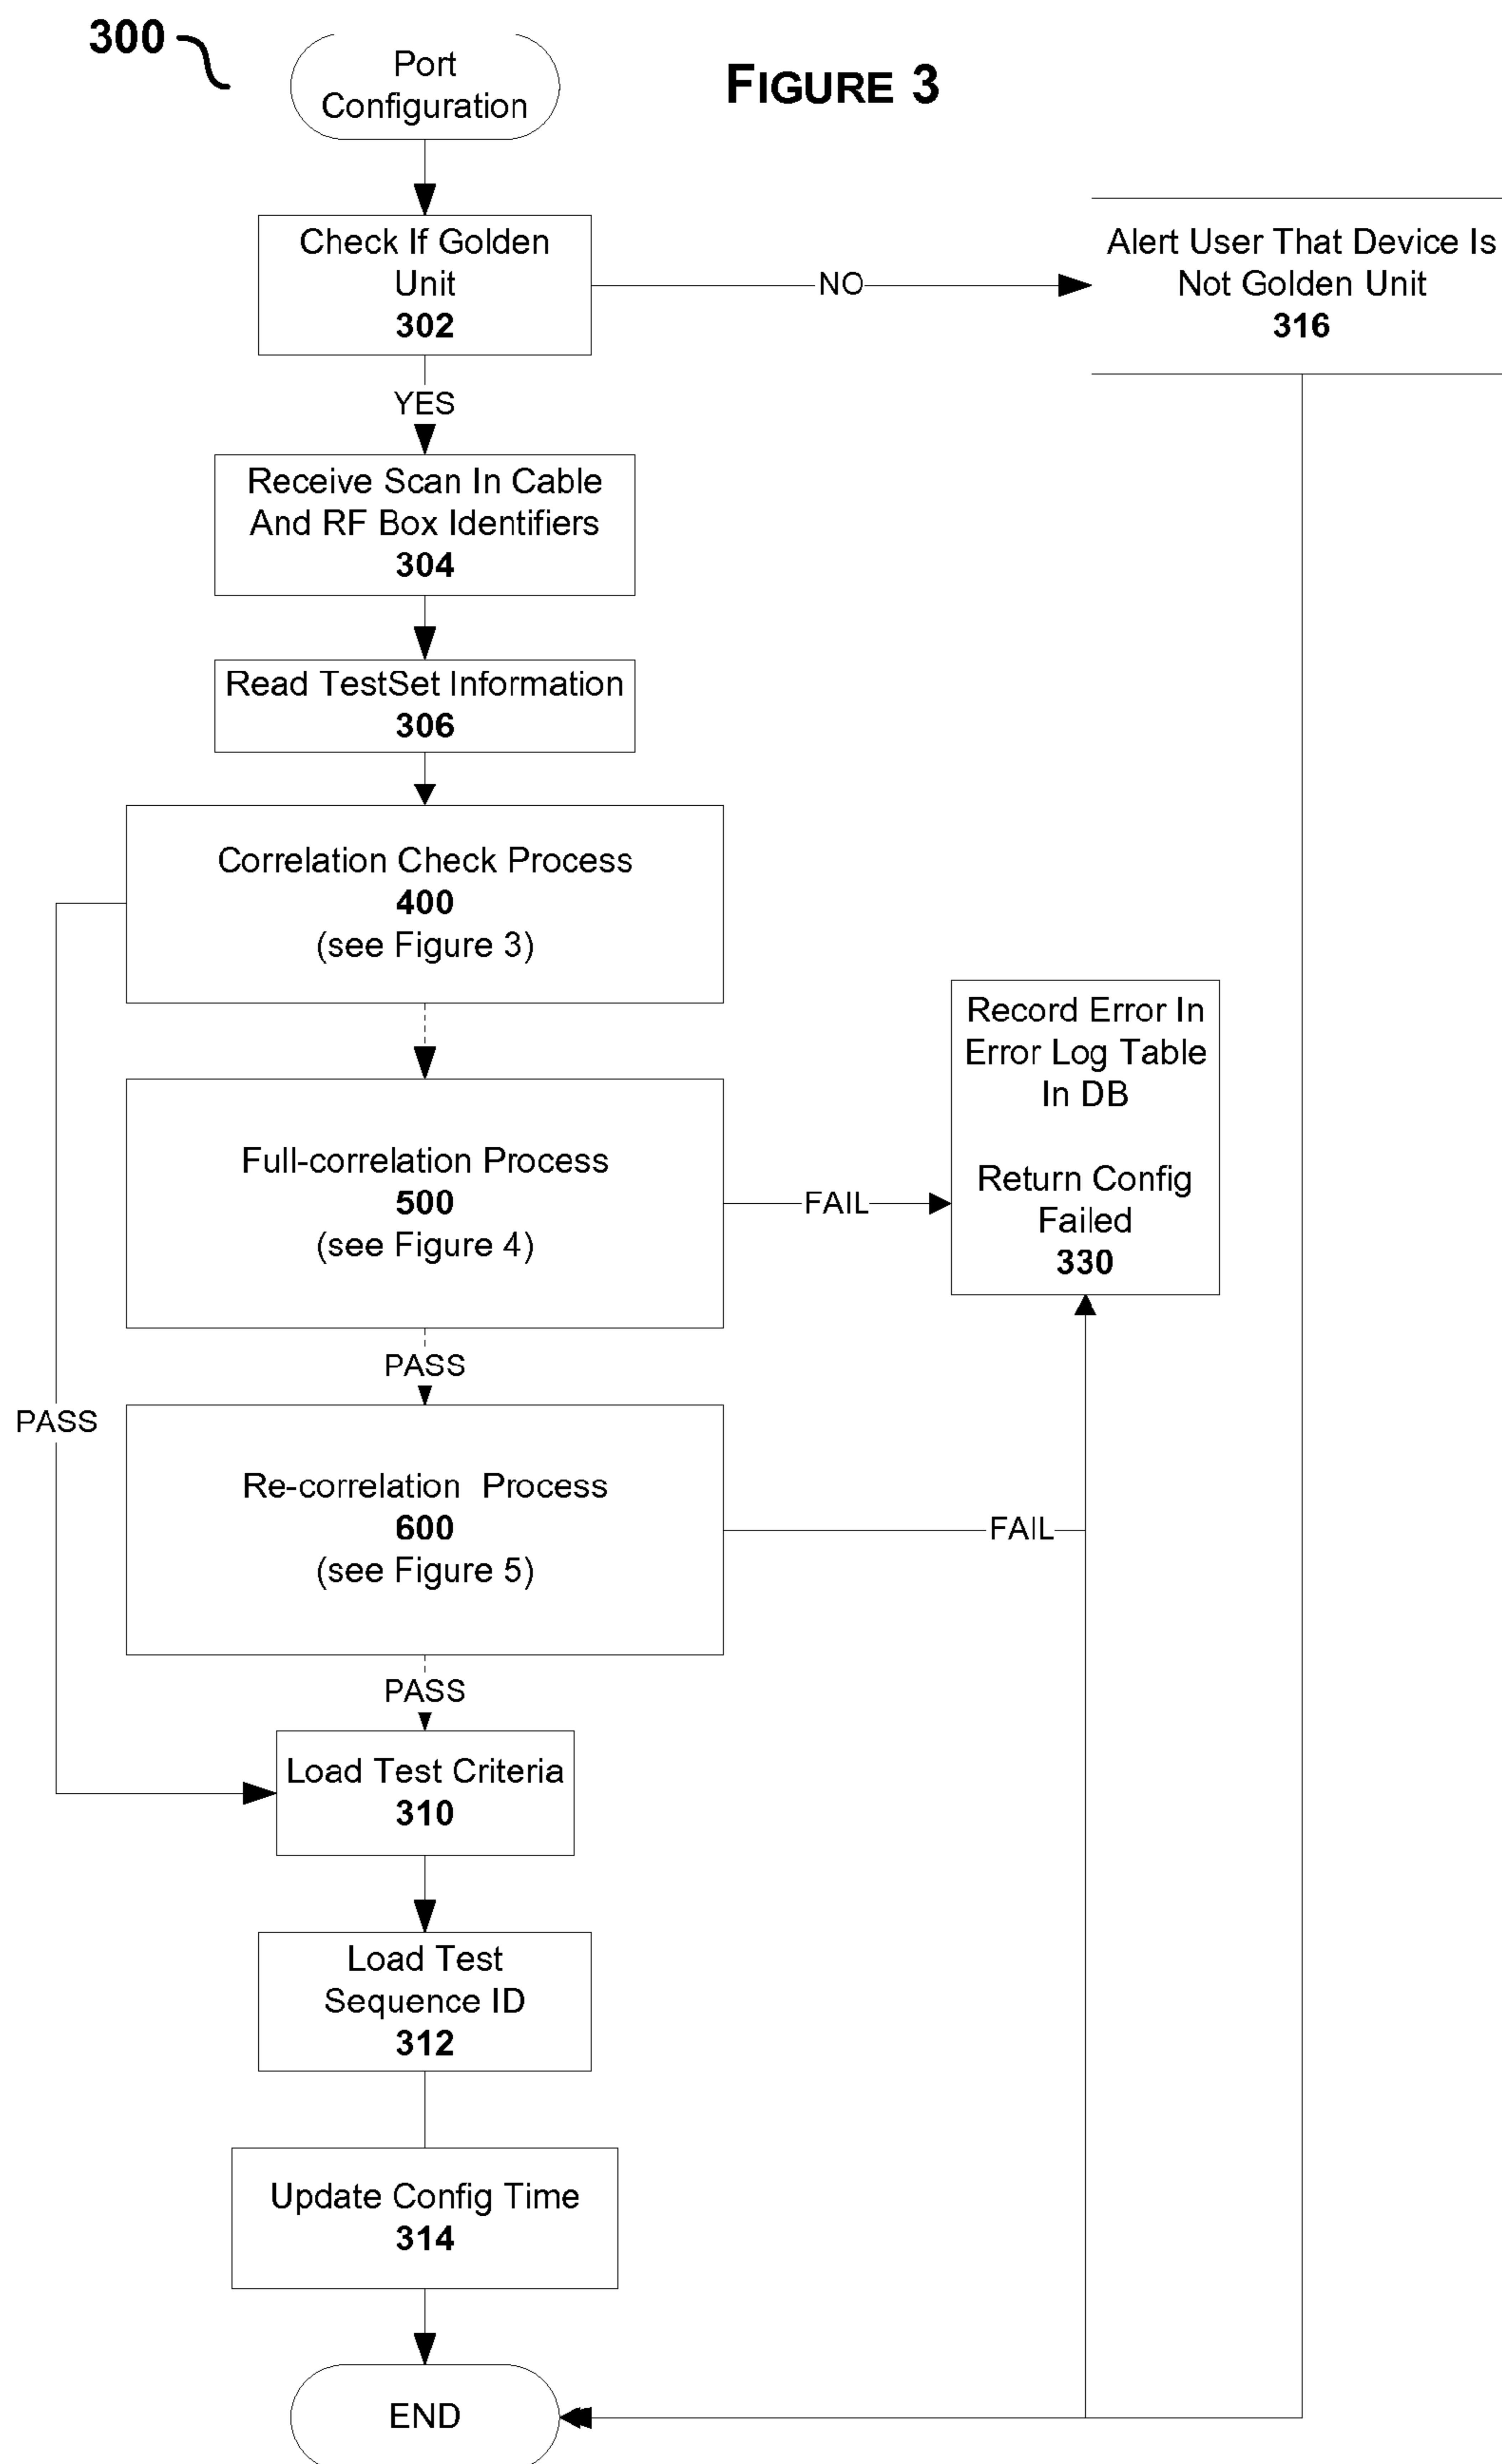 300
Port
Configuration
FIGURE 3
Check If Golden
Unit
302
NO
Alert User That Device Is
Not Golden Unit
316
YES
Receive Scan In Cable
And RF Box Identifiers
304
Read TestSet Information
306
Correlation Check Process
400
(see Figure 3)
Record Error In
Error Log Table
In DB
Return Config
Failed
330
Full-correlation Process
500
(see Figure 4)
FAIL
PASS
PASS
Re-correlation Process
600
(see Figure 5)
FAIL
PASS
Load Test Criteria
310
Load Test
Sequence ID
312
Update Config Time
314
END